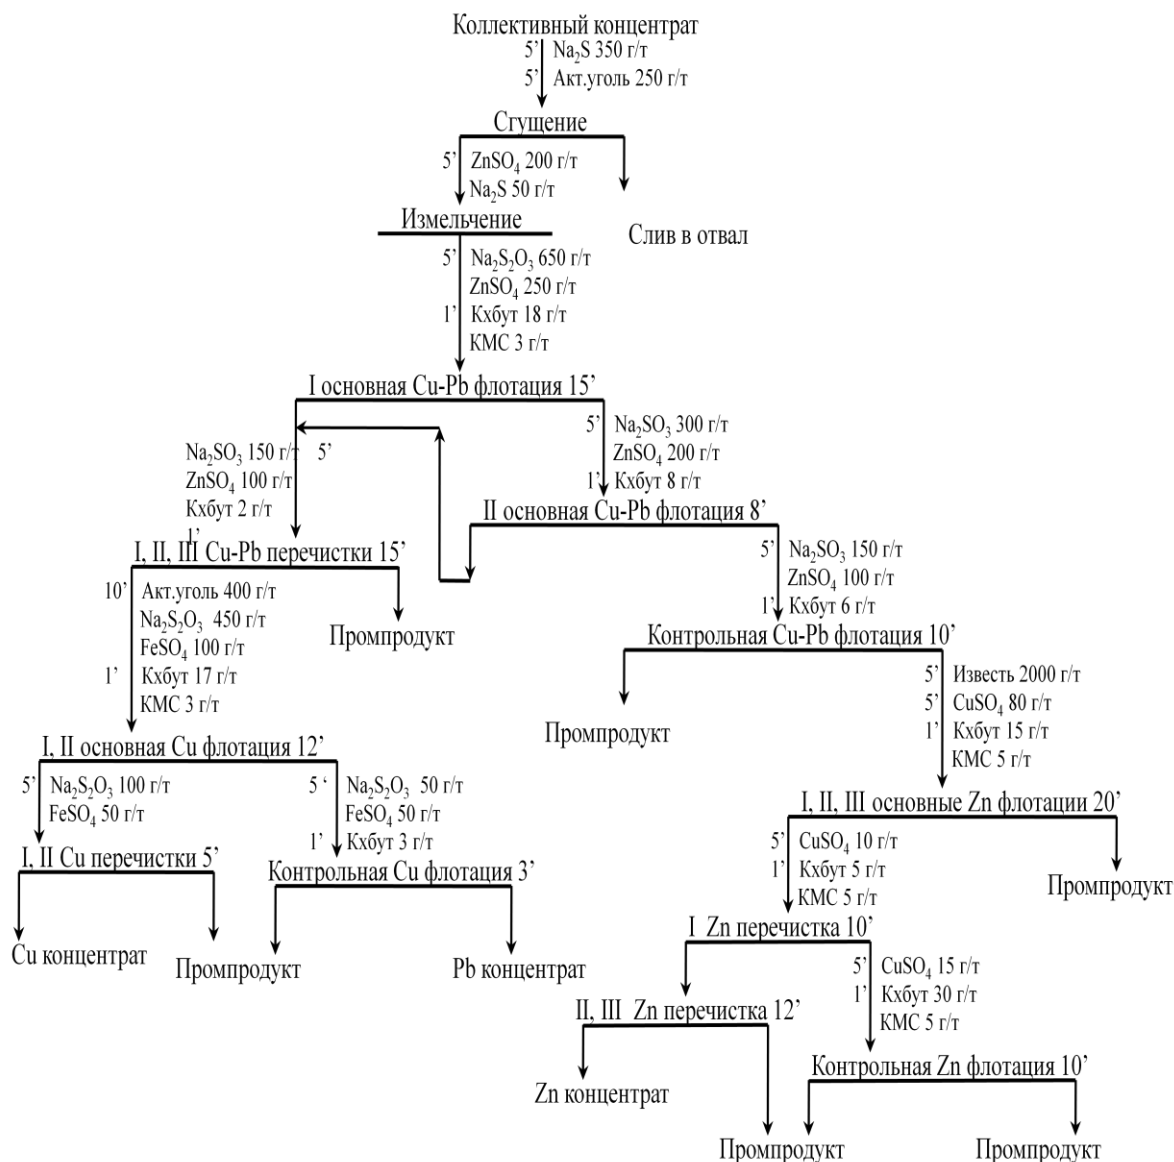 Коллективный концентрат
5’ Na₂S 350 г/т
5’ Акт.уголь 250 г/т
Сгущение
5’ ZnSO₄ 200 г/т
Na₂S 50 г/т
Измельчение
Слив в отвал
5’ Na₂S₂O₃ 650 г/т
ZnSO₄ 250 г/т
1’ Кхбут 18 г/т
КМС 3 г/т
I основная Cu-Pb флотация 15’
Na₂SO₃ 150 г/т 5’
ZnSO₄ 100 г/т
Кхбут 2 г/т
1’
5’ Na₂SO₃ 300 г/т
ZnSO₄ 200 г/т
1’ Кхбут 8 г/т
II основная Cu-Pb флотация 8’
I, II, III Cu-Pb перечистки 15’
5’ Na₂SO₃ 150 г/т
ZnSO₄ 100 г/т
1’ Кхбут 6 г/т
10’ Акт.уголь 400 г/т
Na₂S₂O₃ 450 г/т
FeSO₄ 100 г/т
1’ Кхбут 17 г/т
КМС 3 г/т
Промпродукт
Контрольная Cu-Pb флотация 10’
Промпродукт
5’ Известь 2000 г/т
5’ CuSO₄ 80 г/т
1’ Кхбут 15 г/т
КМС 5 г/т
I, II основная Cu флотация 12’
5’ Na₂S₂O₃ 100 г/т
FeSO₄ 50 г/т
5 ‘ Na₂S₂O₃ 50 г/т
FeSO₄ 50 г/т
1’ Кхбут 3 г/т
I, II, III основные Zn флотации 20’
I, II Cu перечистки 5’
Контрольная Cu флотация 3’
5’ CuSO₄ 10 г/т
1’ Кхбут 5 г/т
КМС 5 г/т
Промпродукт
Cu концентрат
Промпродукт
Pb концентрат
I Zn перечистка 10’
5’ CuSO₄ 15 г/т
1’ Кхбут 30 г/т
КМС 5 г/т
II, III Zn перечистка 12’
Контрольная Zn флотация 10’
Zn концентрат
Промпродукт
Промпродукт